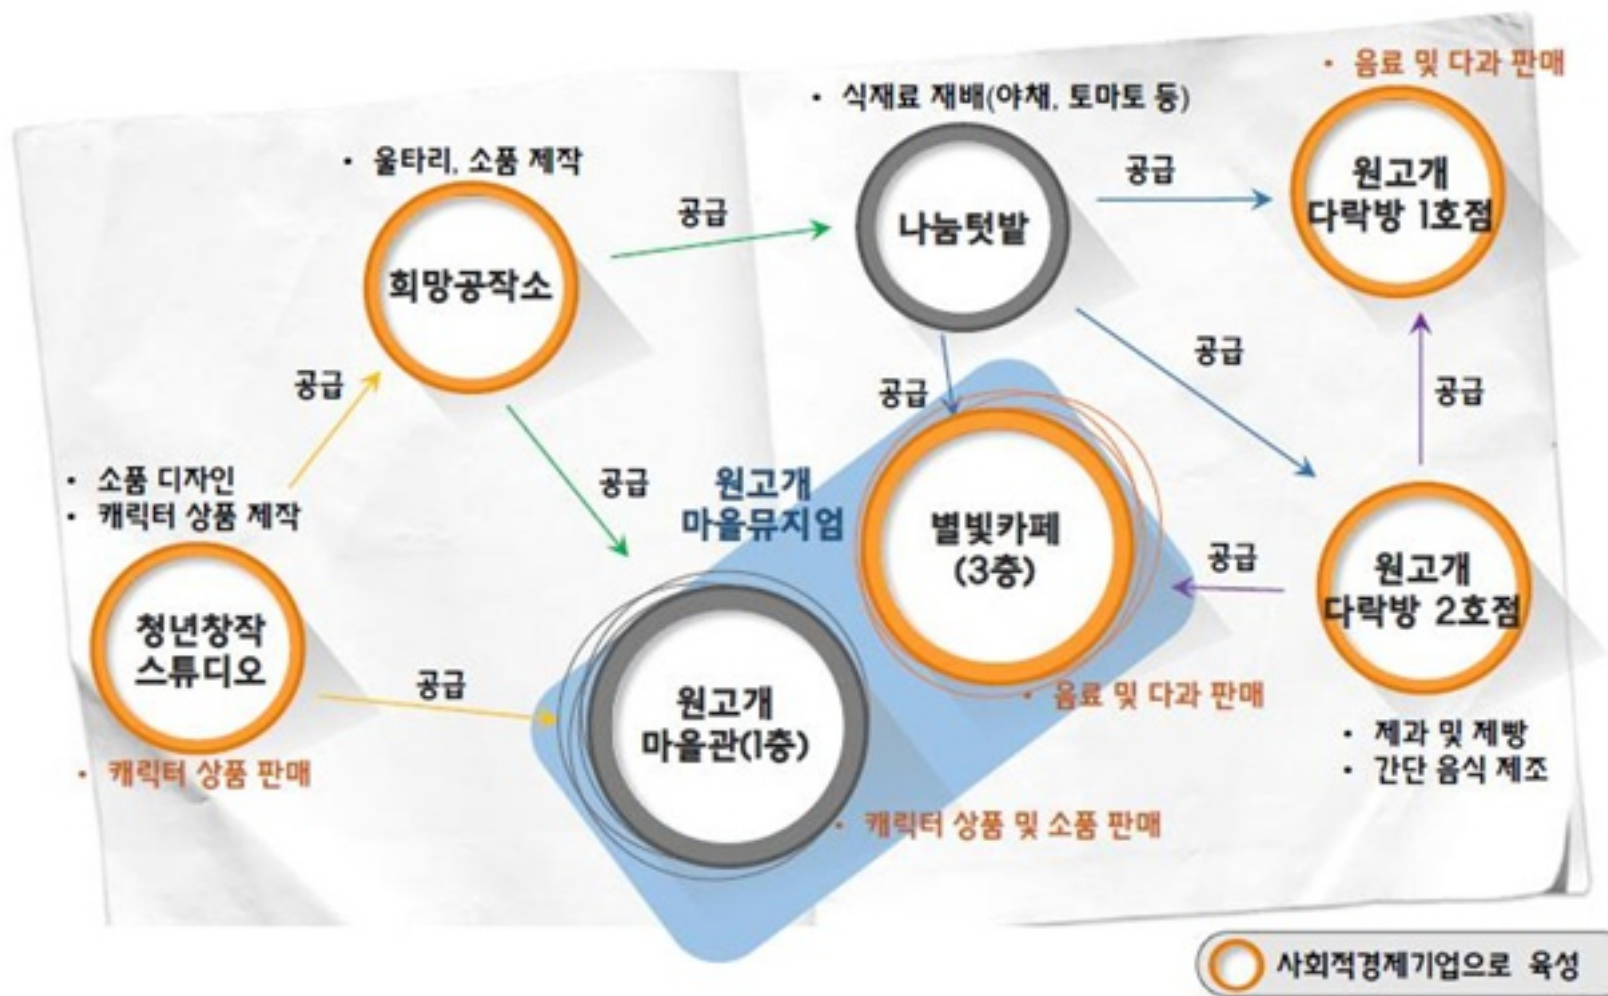 • 음료 및 다과 판매
• 식재료 재배(야채, 토마토 등)
• 울타리, 소품 제작
공급
원고개
다락방 1호점
공급
나눔텃밭
희망공작소
공급
공급
공급
공급
• 소품 디자인
• 캐릭터 상품 제작
공급
원고개
마을뮤지엄
별빛카페
(3층)
공급
원고개
다락방 2호점
청년창작
스튜디오
공급
원고개
마을관(1층)
• 음료 및 다과 판매
• 제과 및 제빵
• 간단 음식 제조
• 캐릭터 상품 판매
• 캐릭터 상품 및 소품 판매
사회적경제기업으로 육성